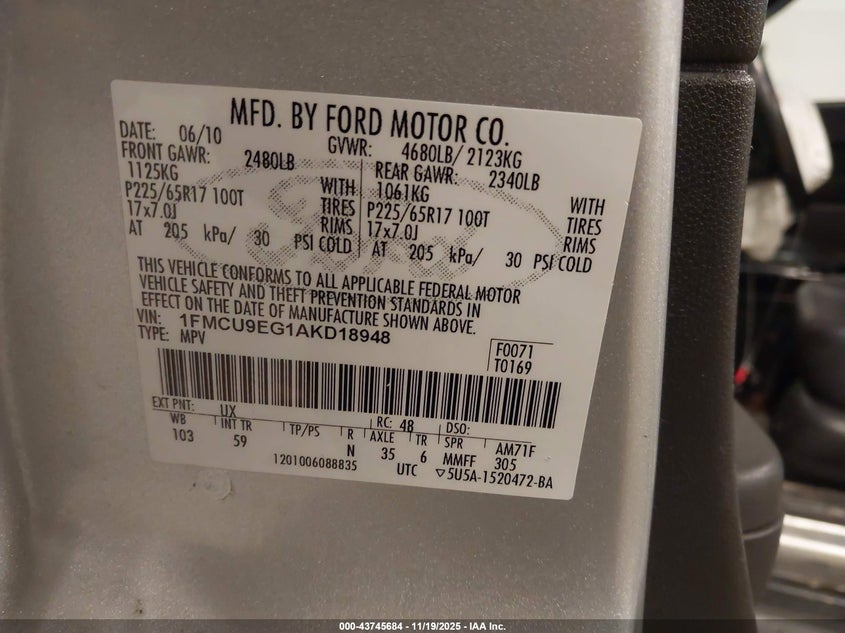 MFD. BY FORD MOTOR CO.
DATE: 06/10 GVWR: 4680LB/ 2123KG
FRONT GAWR: 2480LB REAR GAWR: 2340LB
1125KG WITH 1061KG WITH
P225/65R17 100T TIRES P225/65R17 100T TIRES
17x7.0J RIMS 17x7.0J RIMS
AT 205 kPa/ 30 PSI COLD AT 205 kPa/ 30 PSI COLD
THIS VEHICLE CONFORMS TO ALL APPLICABLE FEDERAL MOTOR
VEHICLE SAFETY AND THEFT PREVENTION STANDARDS IN
EFFECT ON THE DATE OF MANUFACTURE SHOWN ABOVE.
VIN: 1FMCU9EG1AKD18948
TYPE: MPV
F0071
T0169
EXT PNT: UX RC: 48 DSO:
WB INT TR TP/PS R AXLE TR SPR AM71F
103 59 N 35 6 MMFF 305
1201006088835 UTC ▽5U5A-1520472-BA
000-43745684 - 11/19/2025 - IAA Inc.